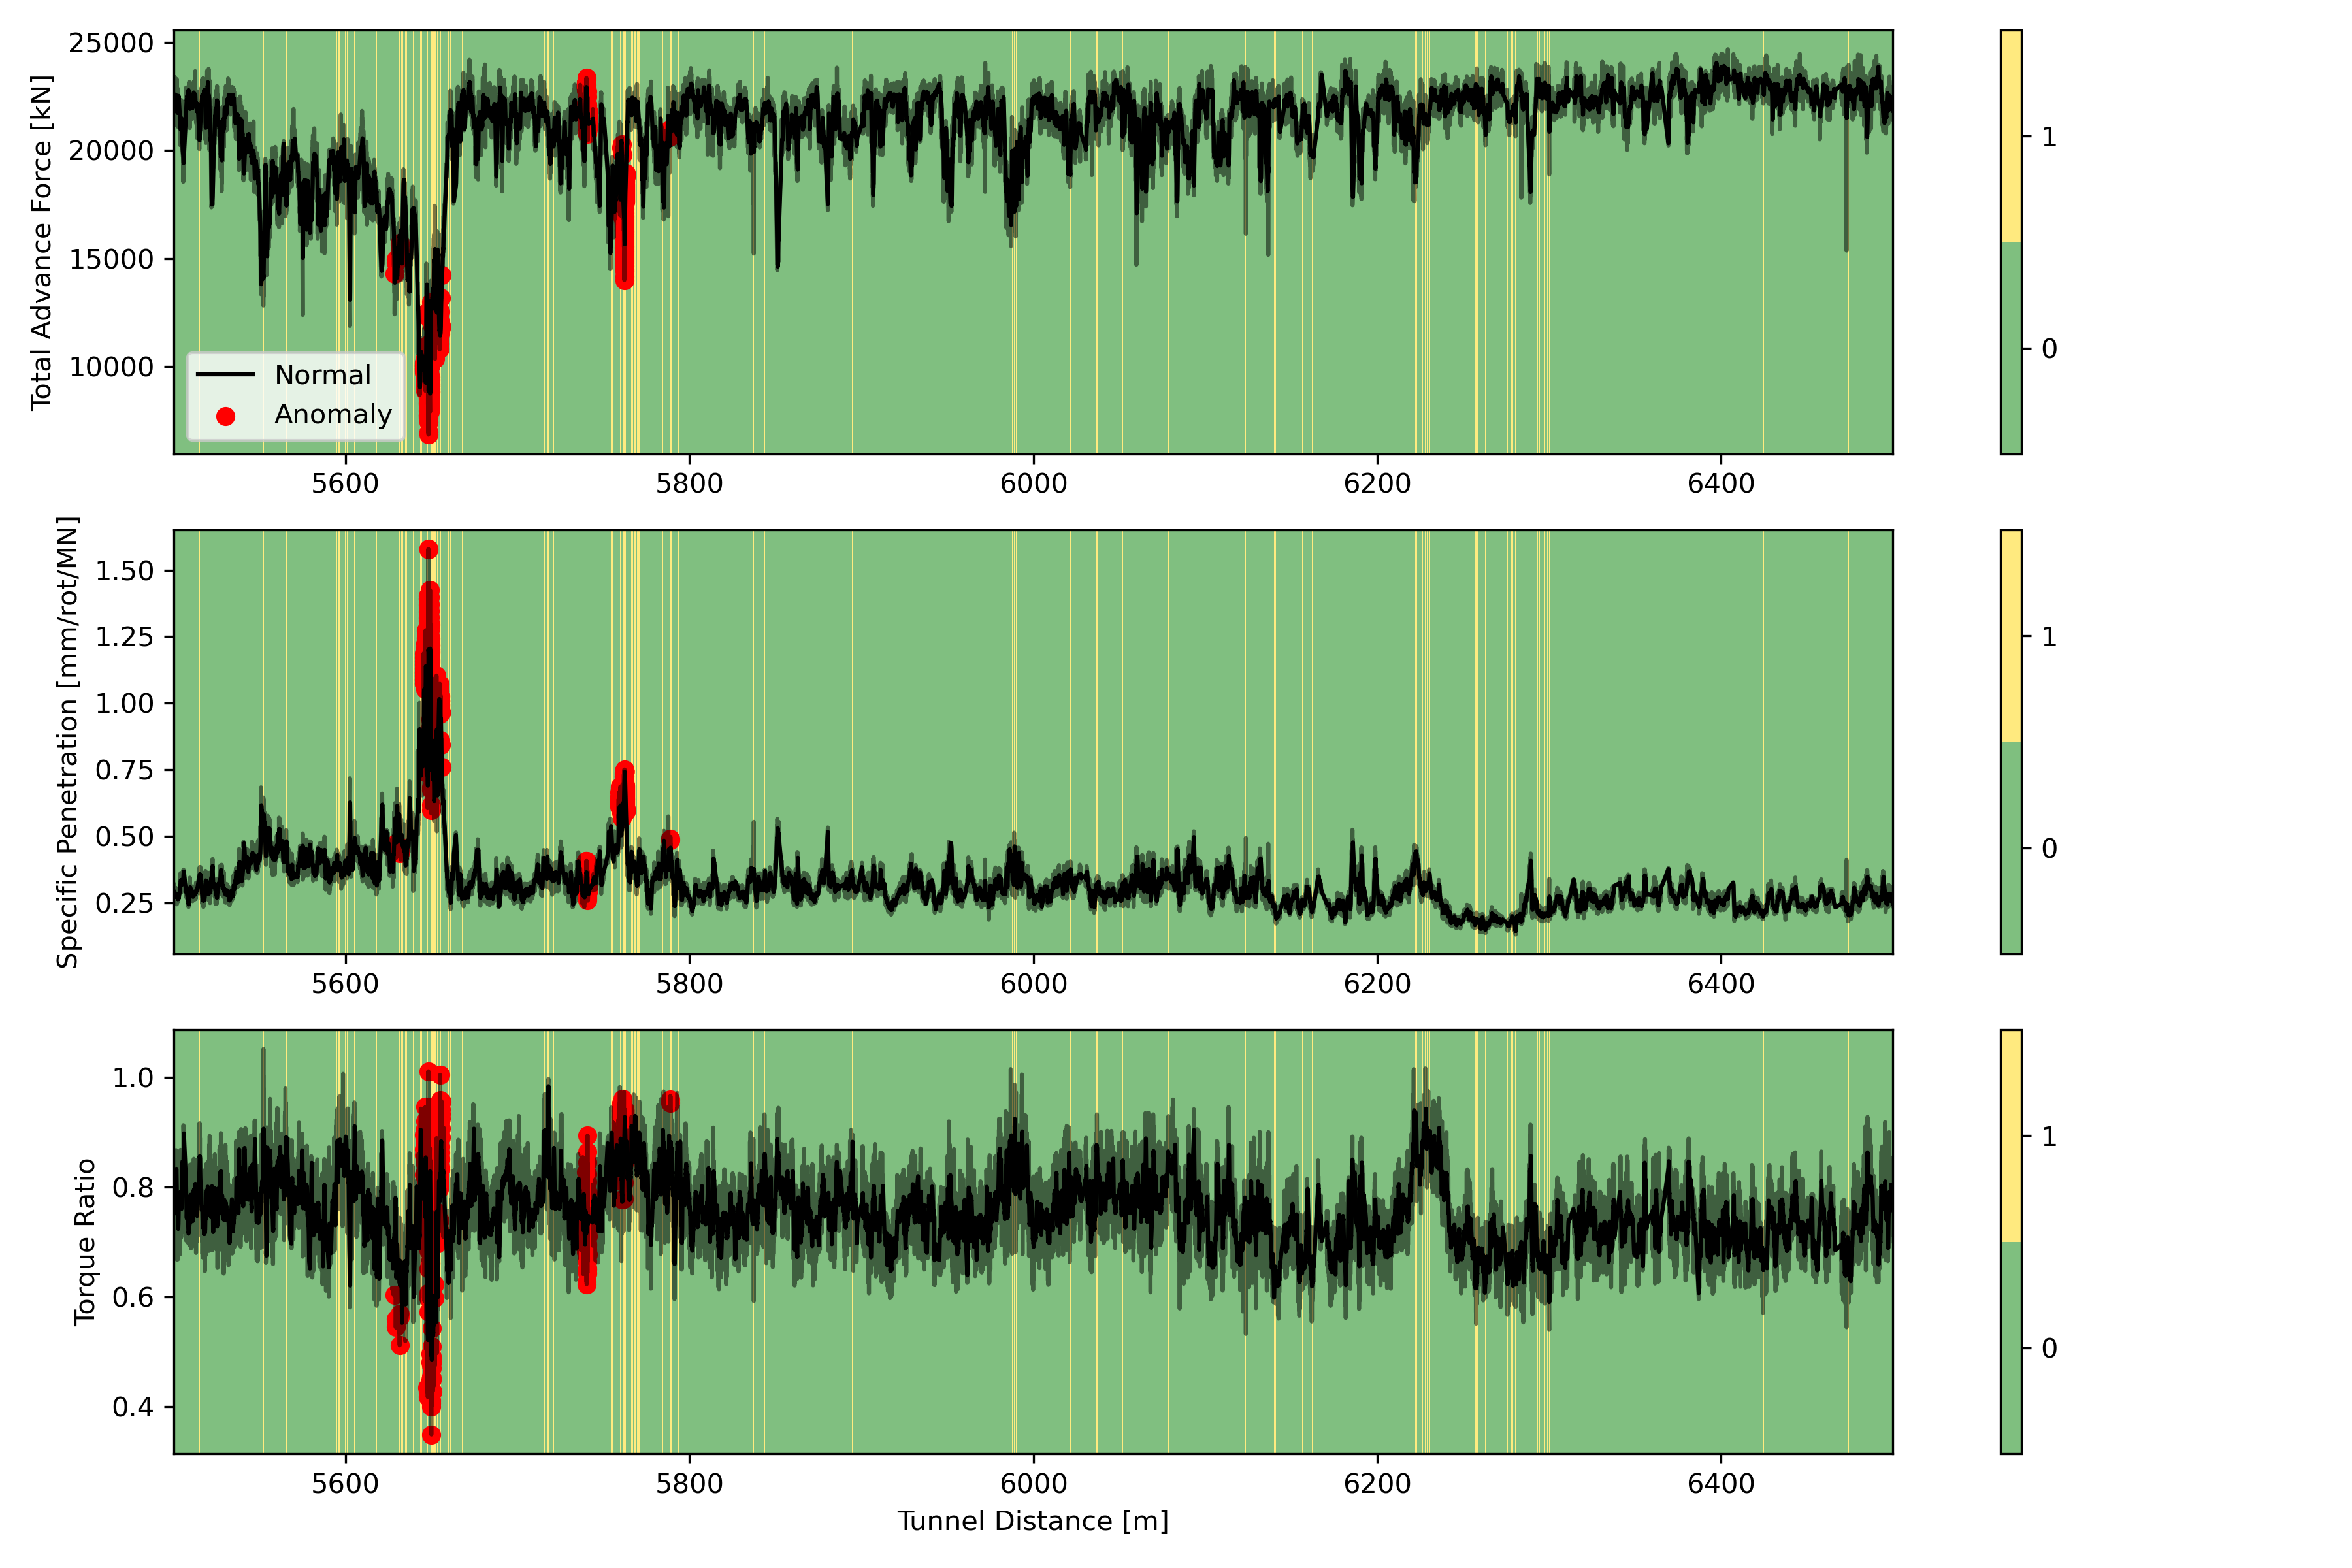 Total Advance Force [kN]
25000
20000
15000
10000
Normal
Anomaly
5600 5800 6000 6200 6400
1
0
Specific Penetration [mm/rot/MN]
1.50
1.25
1.00
0.75
0.50
0.25
5600 5800 6000 6200 6400
1
0
Torque Ratio
1.0
0.8
0.6
0.4
5600 5800 6000 6200 6400
Tunnel Distance [m]
1
0